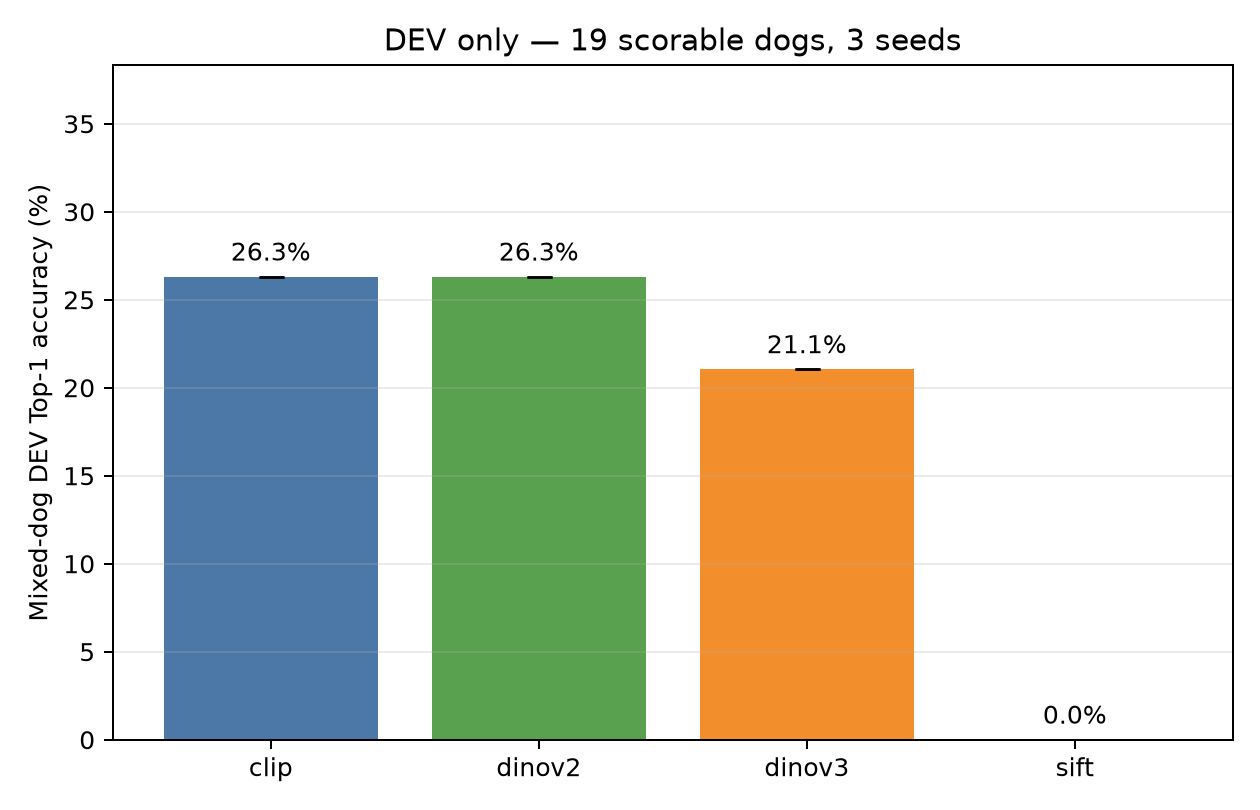 DEV only — 19 scorable dogs, 3 seeds
Mixed-dog DEV Top-1 accuracy (%)
35
30
25
20
15
10
5
0
26.3%
26.3%
21.1%
0.0%
clip
dinov2
dinov3
sift